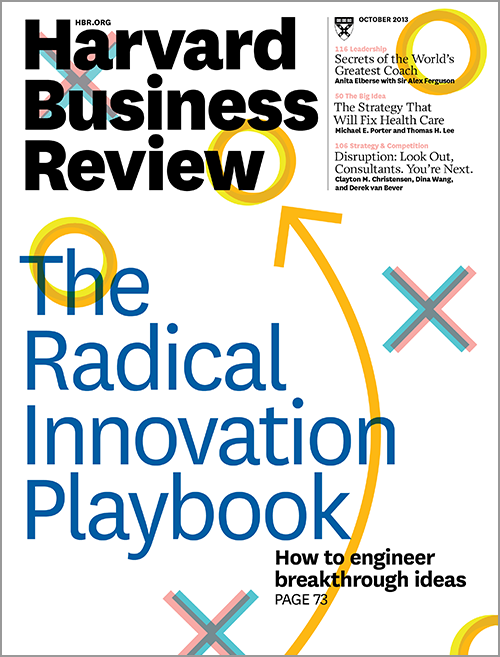 HBR.ORG
Harvard
Business
Review
OCTOBER 2013
116 Leadership
Secrets of the World's
Greatest Coach
Anita Elberse with Sir Alex Ferguson
50 The Big Idea
The Strategy That
Will Fix Health Care
Michael E. Porter and Thomas H. Lee
106 Strategy & Competition
Disruption: Look Out,
Consultants. You're Next.
Clayton M. Christensen, Dina Wang,
and Derek van Bever
The
Radical
Innovation
Playbook
How to engineer
breakthrough ideas
PAGE 73